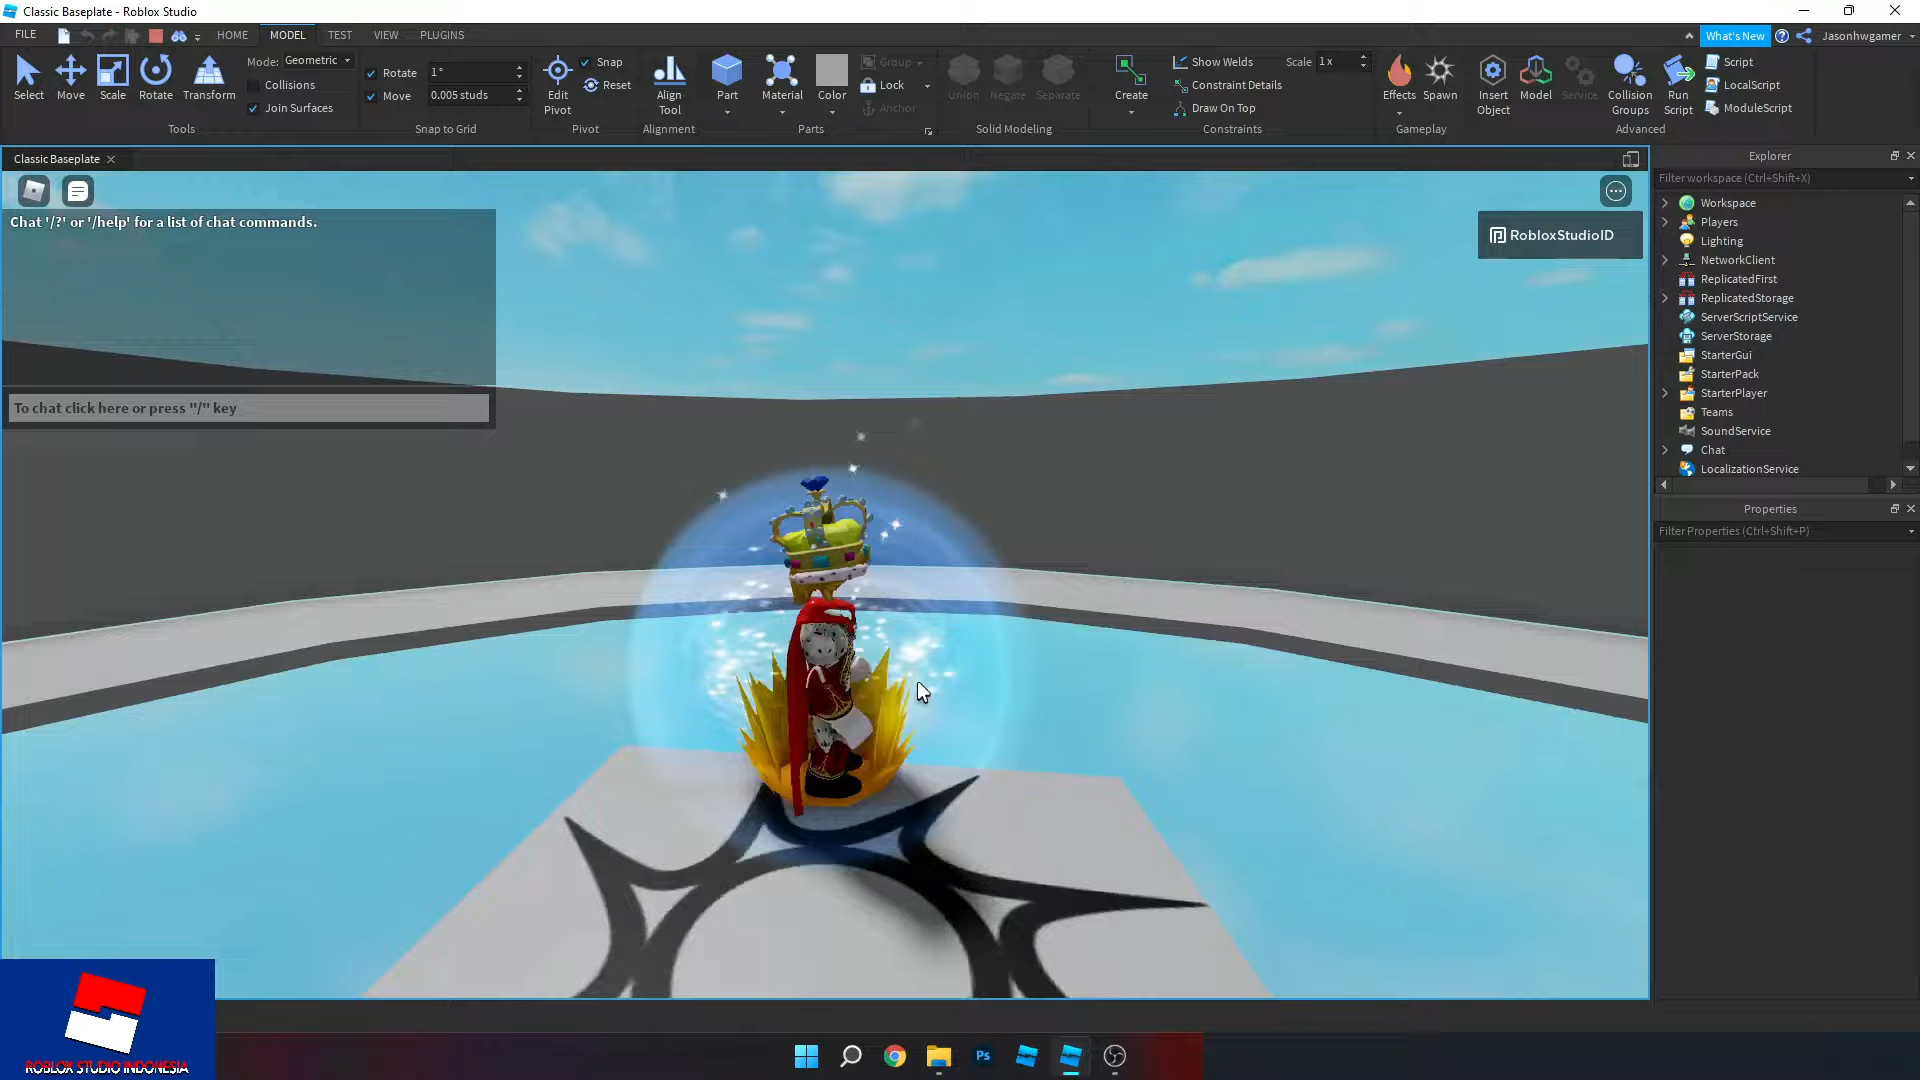 Classic Baseplate - Roblox Studio
FILE
HOME
MODEL
TEST
VIEW
PLUGINS
What's New
Jasonhwgamer
Select
Move
Scale
Rotate
Transform
Mode: Geometric
Collisions
Join Surfaces
Tools
Rotate 1°
Move 0.005 studs
Snap to Grid
Edit
Pivot
Snap
Reset
Pivot
Align
Tool
Alignment
Part
Material
Color
Group
Lock
Anchor
Parts
Union
Negate
Separate
Solid Modeling
Create
Show Welds
Scale 1 x
Constraint Details
Draw On Top
Constraints
Effects
Spawn
Gameplay
Insert
Object
Model
Service
Collision
Groups
Run
Script
Script
LocalScript
ModuleScript
Advanced
Classic Baseplate
Chat '/?' or '/help' for a list of chat commands.
To chat click here or press "/" key
RobloxStudioID
Explorer
Filter workspace (Ctrl+Shift+X)
Workspace
Players
Lighting
NetworkClient
ReplicatedFirst
ReplicatedStorage
ServerScriptService
ServerStorage
StarterGui
StarterPack
StarterPlayer
Teams
SoundService
Chat
LocalizationService
Properties
Filter Properties (Ctrl+Shift+P)
ROBLOX STUDIO INDONESIA
Ps